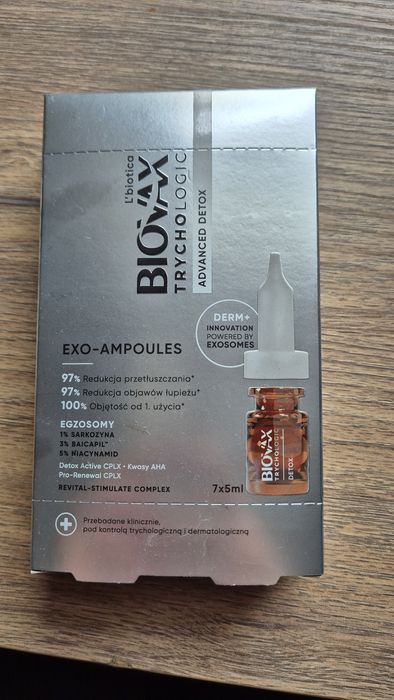 L'biotica
BIOVAX
TRYCHOLOGIC
ADVANCED DETOX
DERM+
INNOVATION
POWERED BY
EXOSOMES
EXO-AMPOULES
97% Redukcja przetłuszczania*
97% Redukcja objawów łupieżu*
100% Objętość od 1. użycia*
EGZOSOMY
1% SARKOZYNA
3% BAICAPIL™
5% NIACYNAMID
Detox Active CPLX • Kwasy AHA
Pro-Renewal CPLX
REVITAL-STIMULATE COMPLEX
7x5ml
BIOVAX
TRYCHOLOGIC
DETOX
Przebadane klinicznie,
pod kontrolą trychologiczną i dermatologiczną